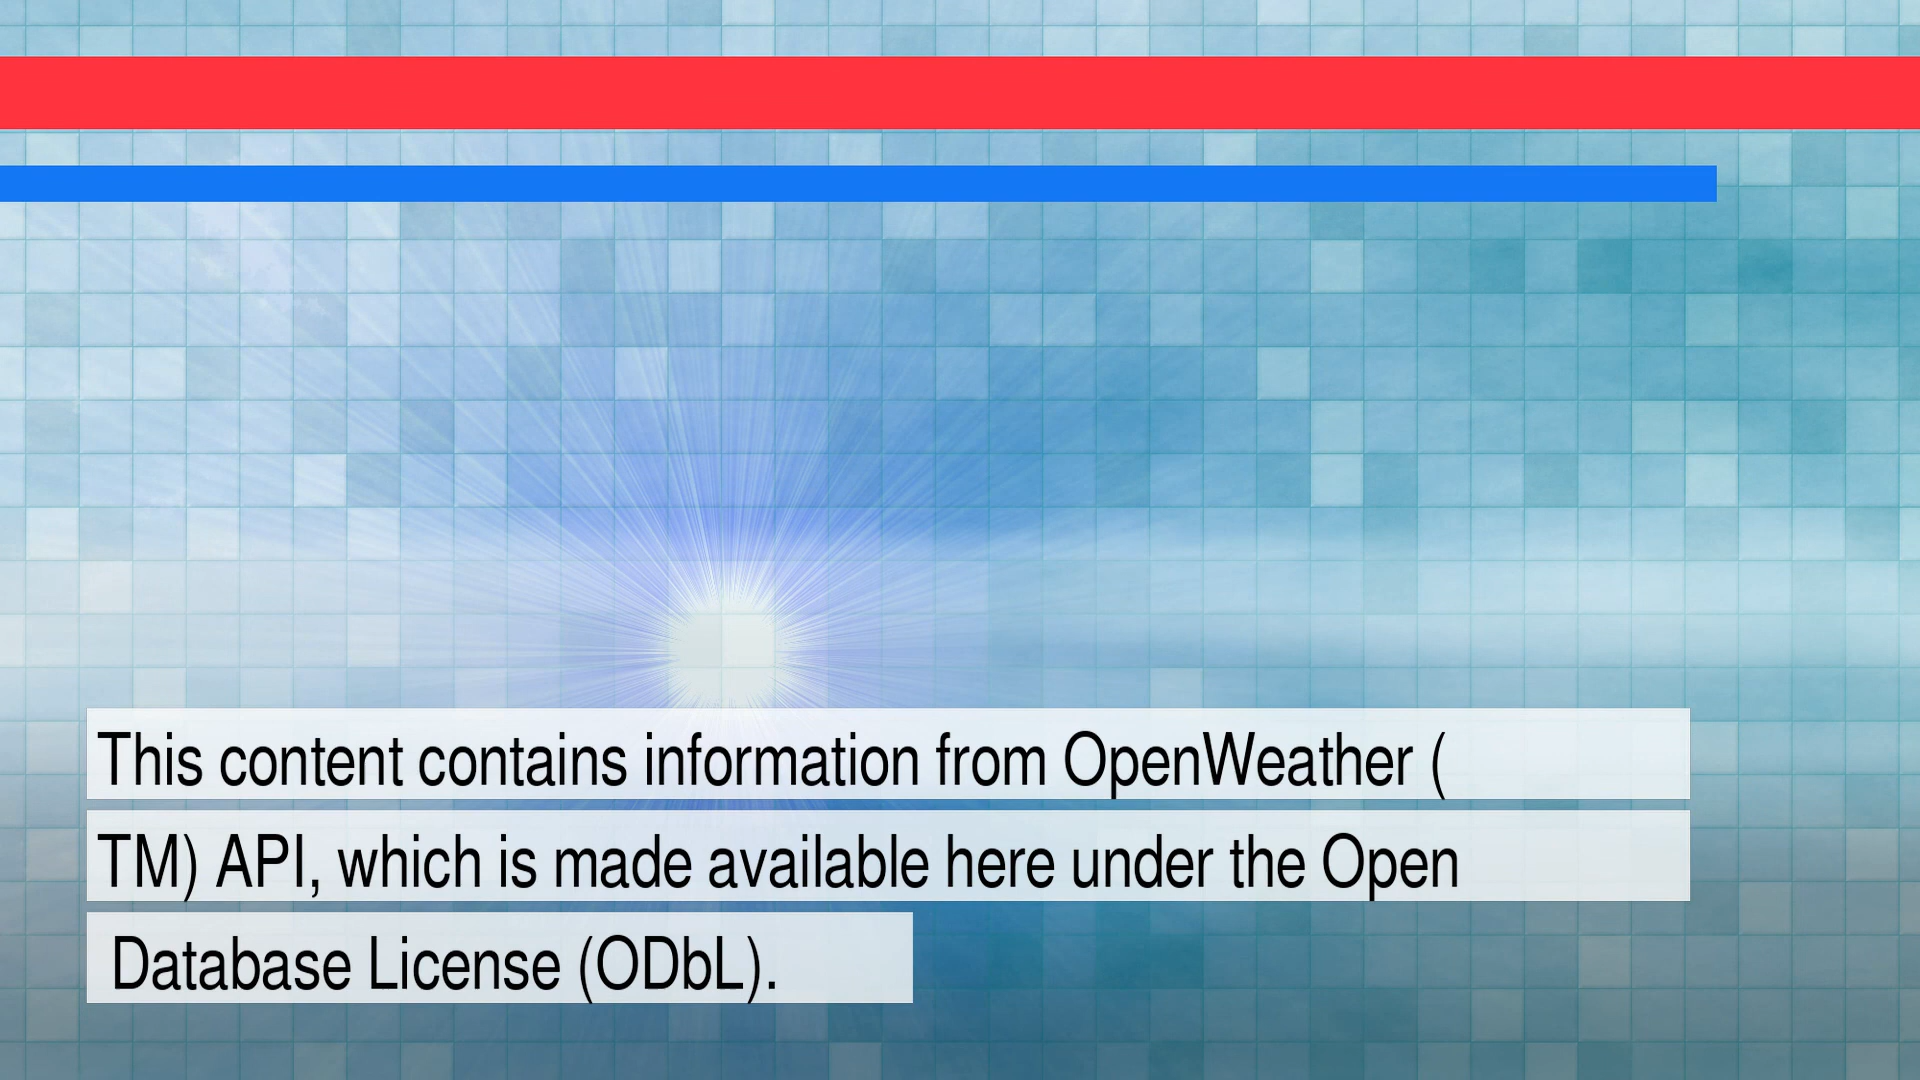 This content contains information from OpenWeather (
TM) API, which is made available here under the Open
Database License (ODbL).